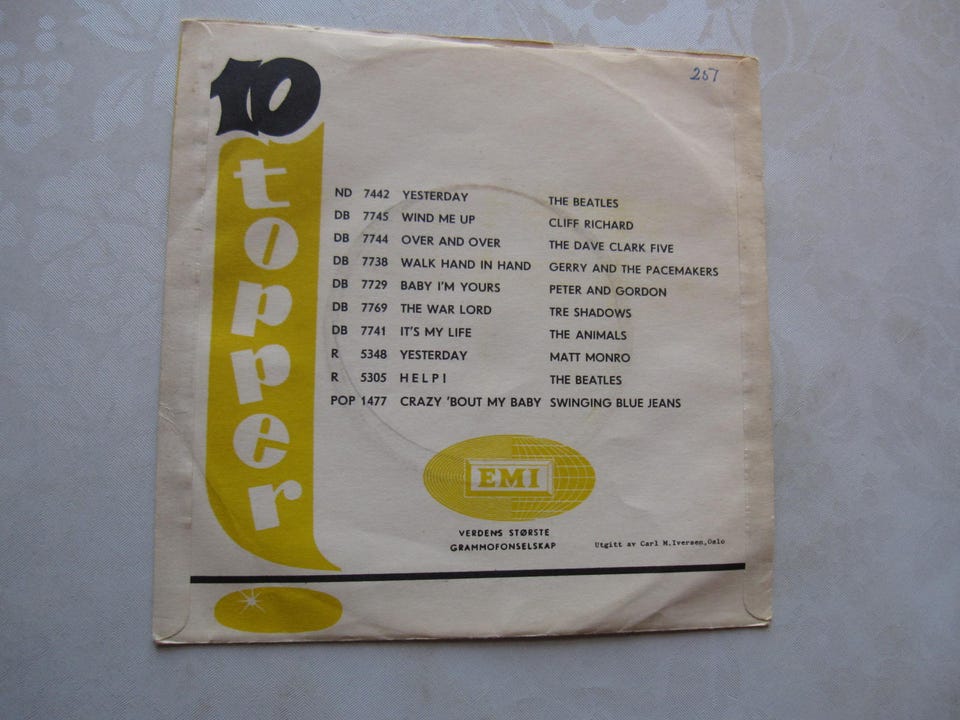 257
10 topper
ND 7442 YESTERDAY THE BEATLES
DB 7745 WIND ME UP CLIFF RICHARD
DB 7744 OVER AND OVER THE DAVE CLARK FIVE
DB 7738 WALK HAND IN HAND GERRY AND THE PACEMAKERS
DB 7729 BABY I'M YOURS PETER AND GORDON
DB 7769 THE WAR LORD TRE SHADOWS
DB 7741 IT'S MY LIFE THE ANIMALS
R 5348 YESTERDAY MATT MONRO
R 5305 HELP! THE BEATLES
POP 1477 CRAZY 'BOUT MY BABY SWINGING BLUE JEANS
EMI
VERDENS STØRSTE
GRAMMOFONSELSKAP
Utgitt av Carl M.Iversen,Oslo